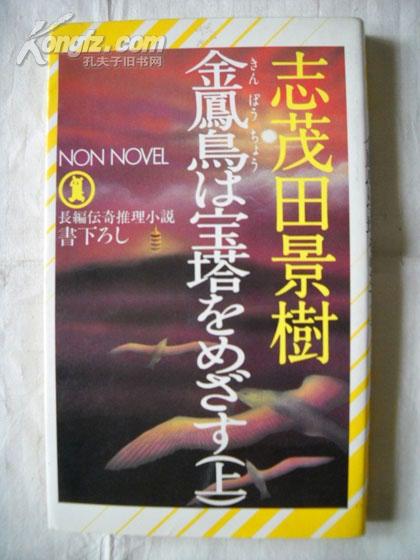 Kongfz.com
孔夫子旧书网
志茂田景樹
きんぽうちょう
金鳳鳥は宝塔をめざす(上)
NON NOVEL
長編伝奇推理小説
書下ろし